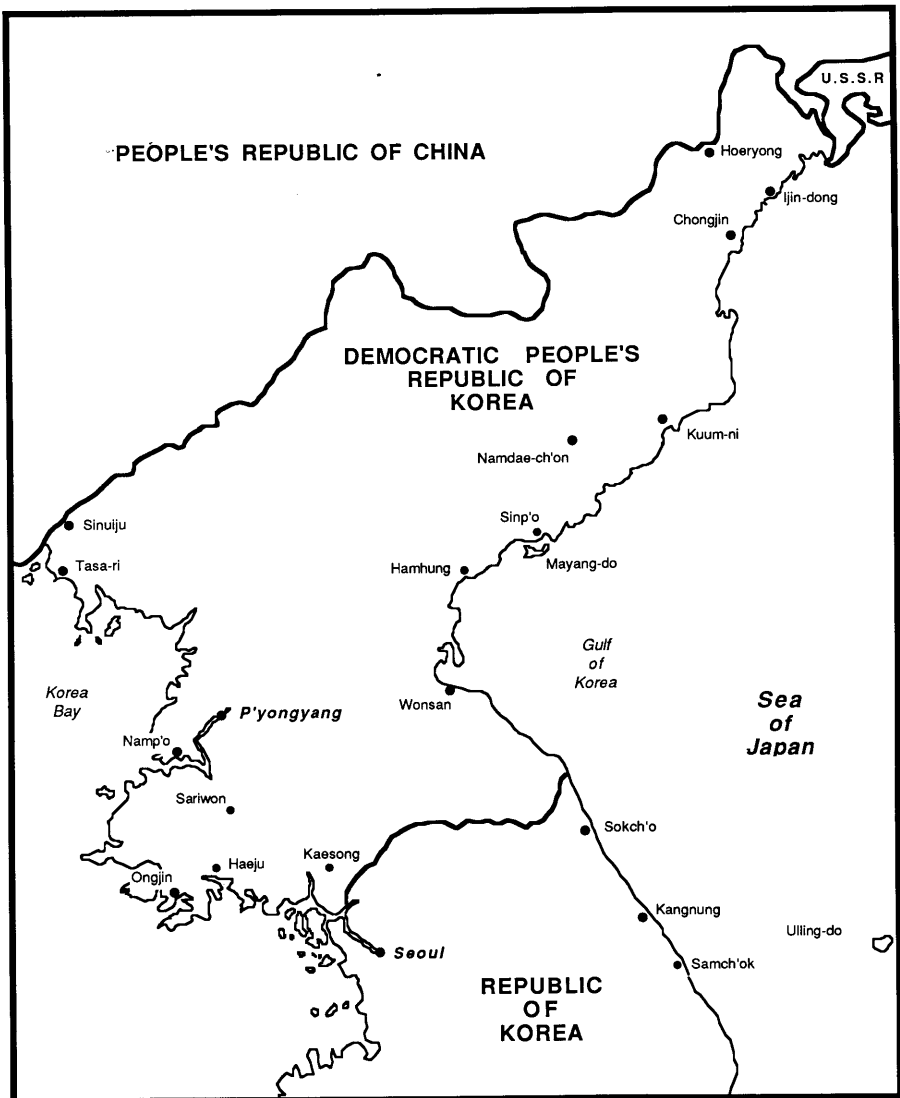 U.S.S.R
PEOPLE'S REPUBLIC OF CHINA
Hoeryong
Ijin-dong
Chongjin
DEMOCRATIC PEOPLE'S
REPUBLIC OF
KOREA
Kuum-ni
Namdae-ch'on
Sinp'o
Sinuiju
Mayang-do
Tasa-ri
Hamhung
Gulf
of
Korea
Korea
Bay
Sea
of
Japan
Wonsan
P'yongyang
Namp'o
Sariwon
Sokch'o
Kaesong
Haeju
Ongjin
Kangnung
Ulling-do
Seoul
Samch'ok
REPUBLIC
OF
KOREA